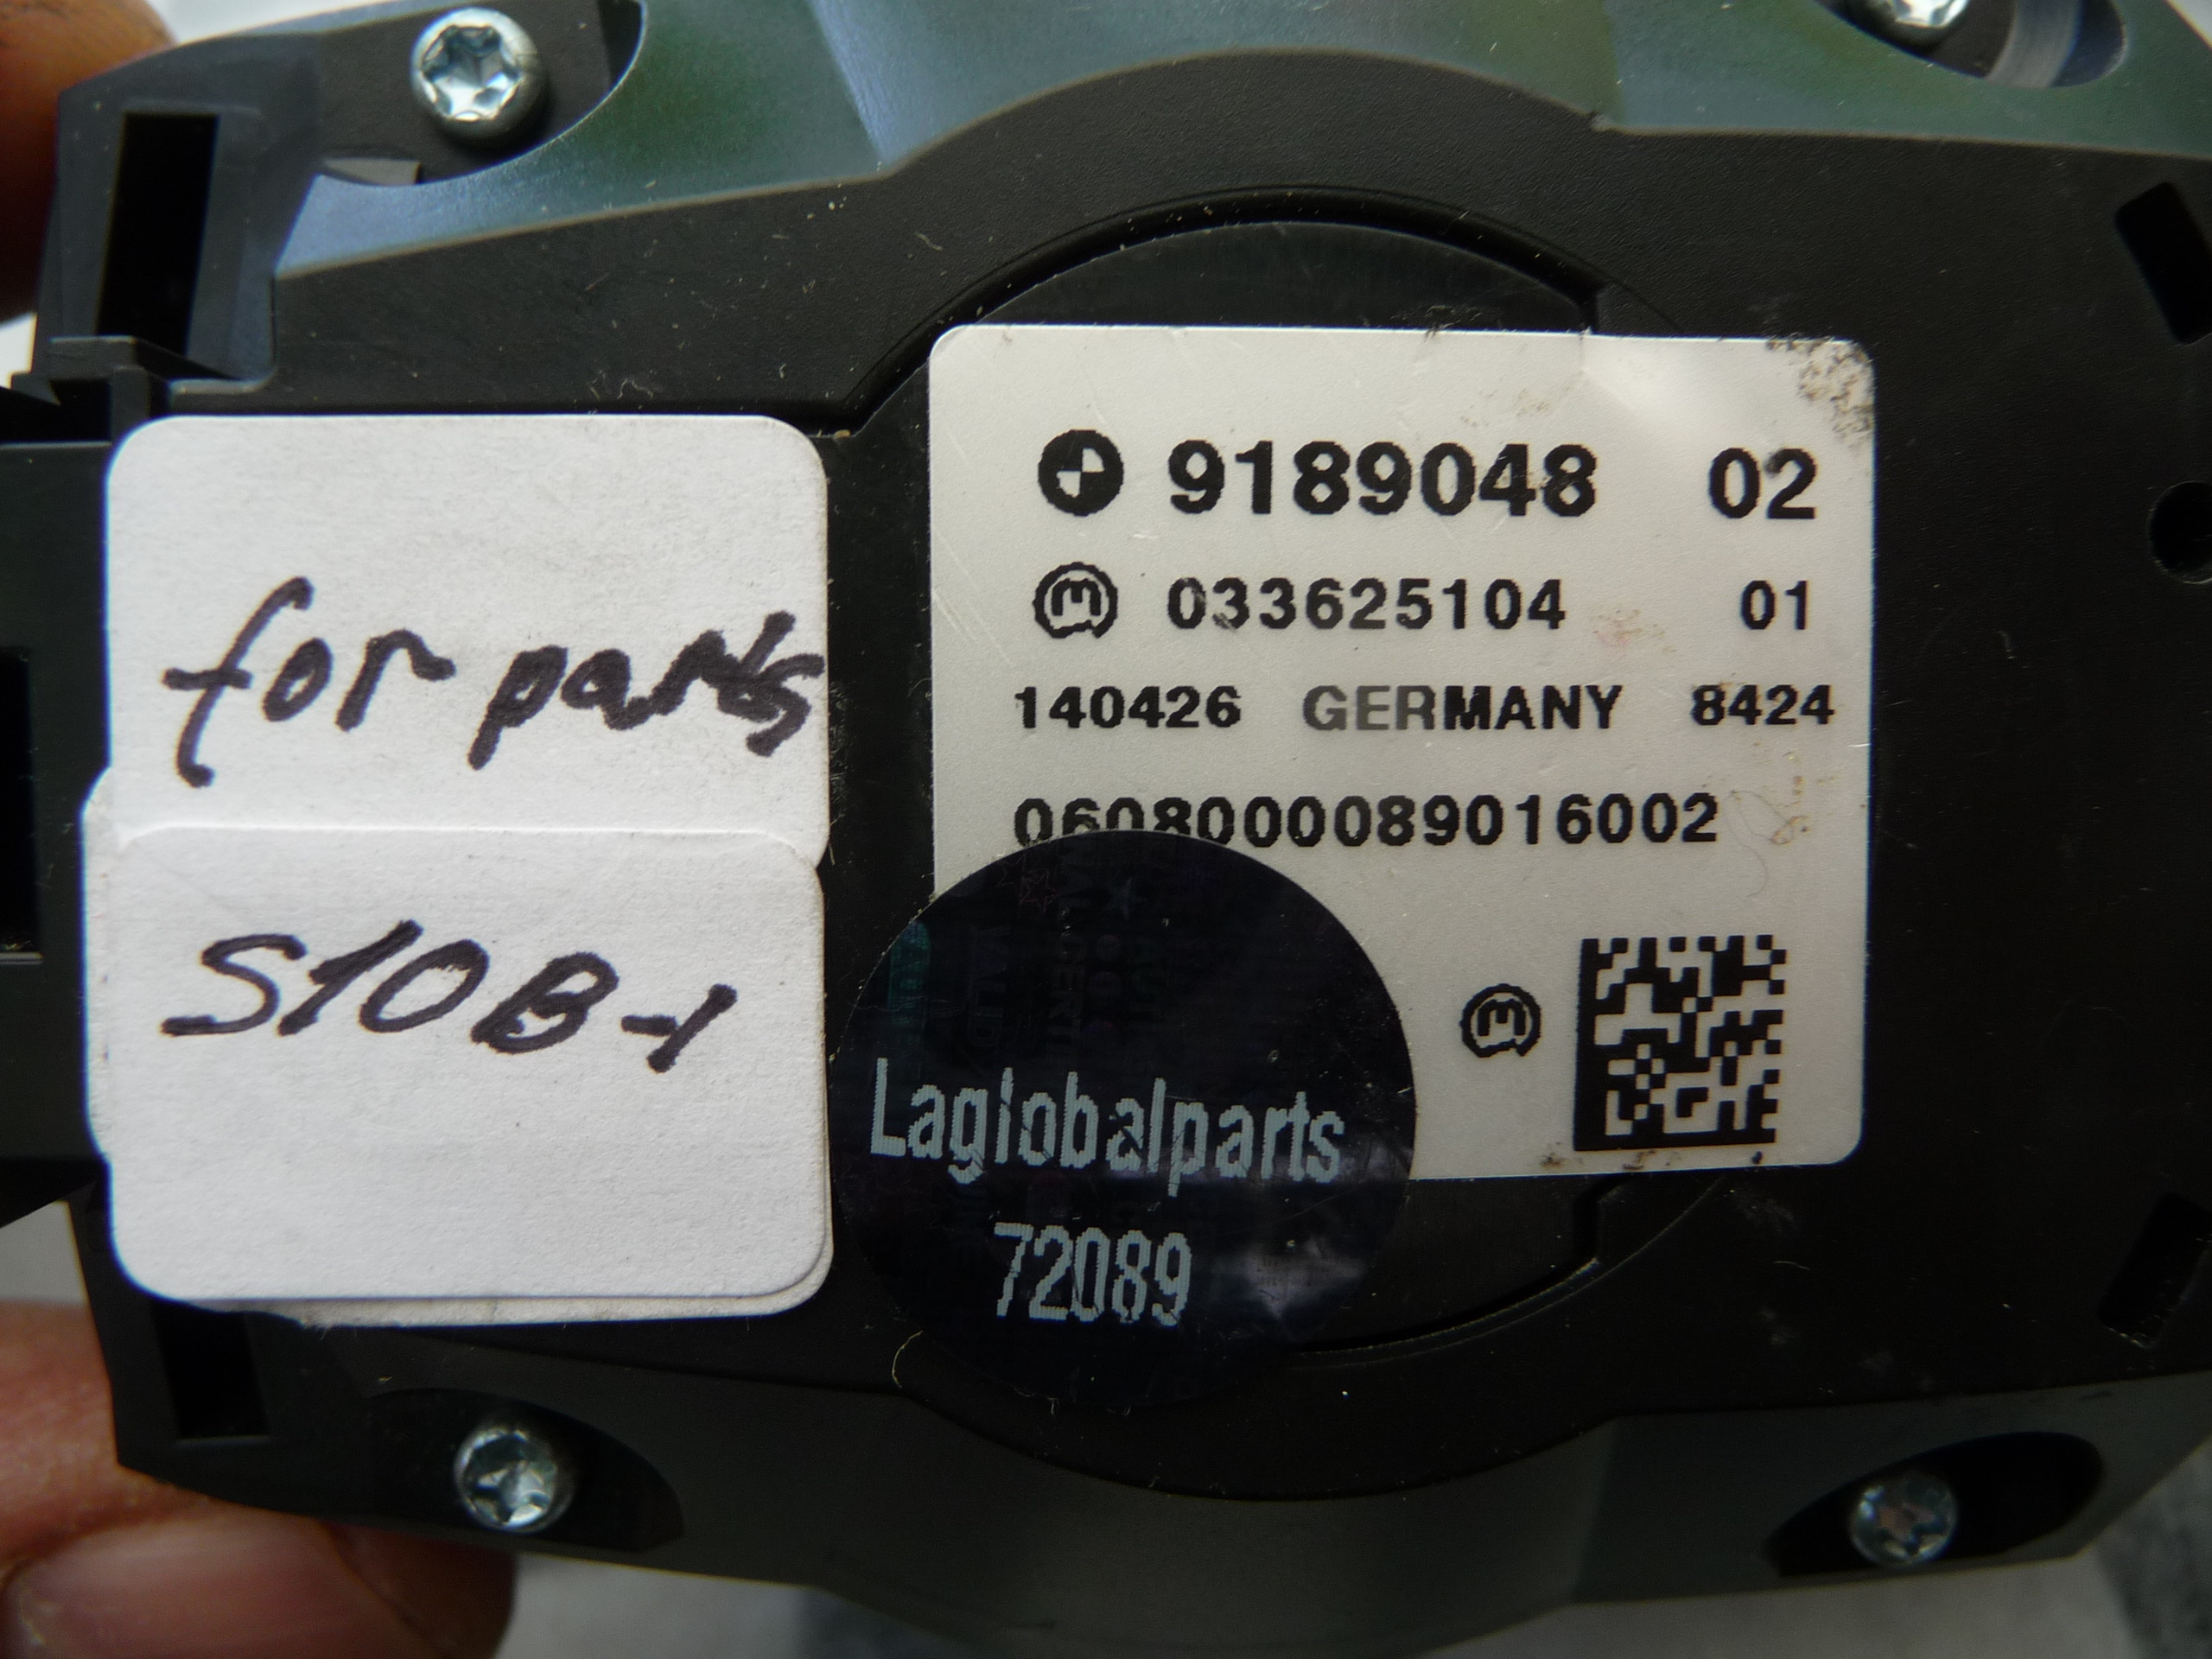 for parts
S10B-1
9189048 02
033625104 01
140426 GERMANY 8424
0608000089016002
Laglobalparts
72089